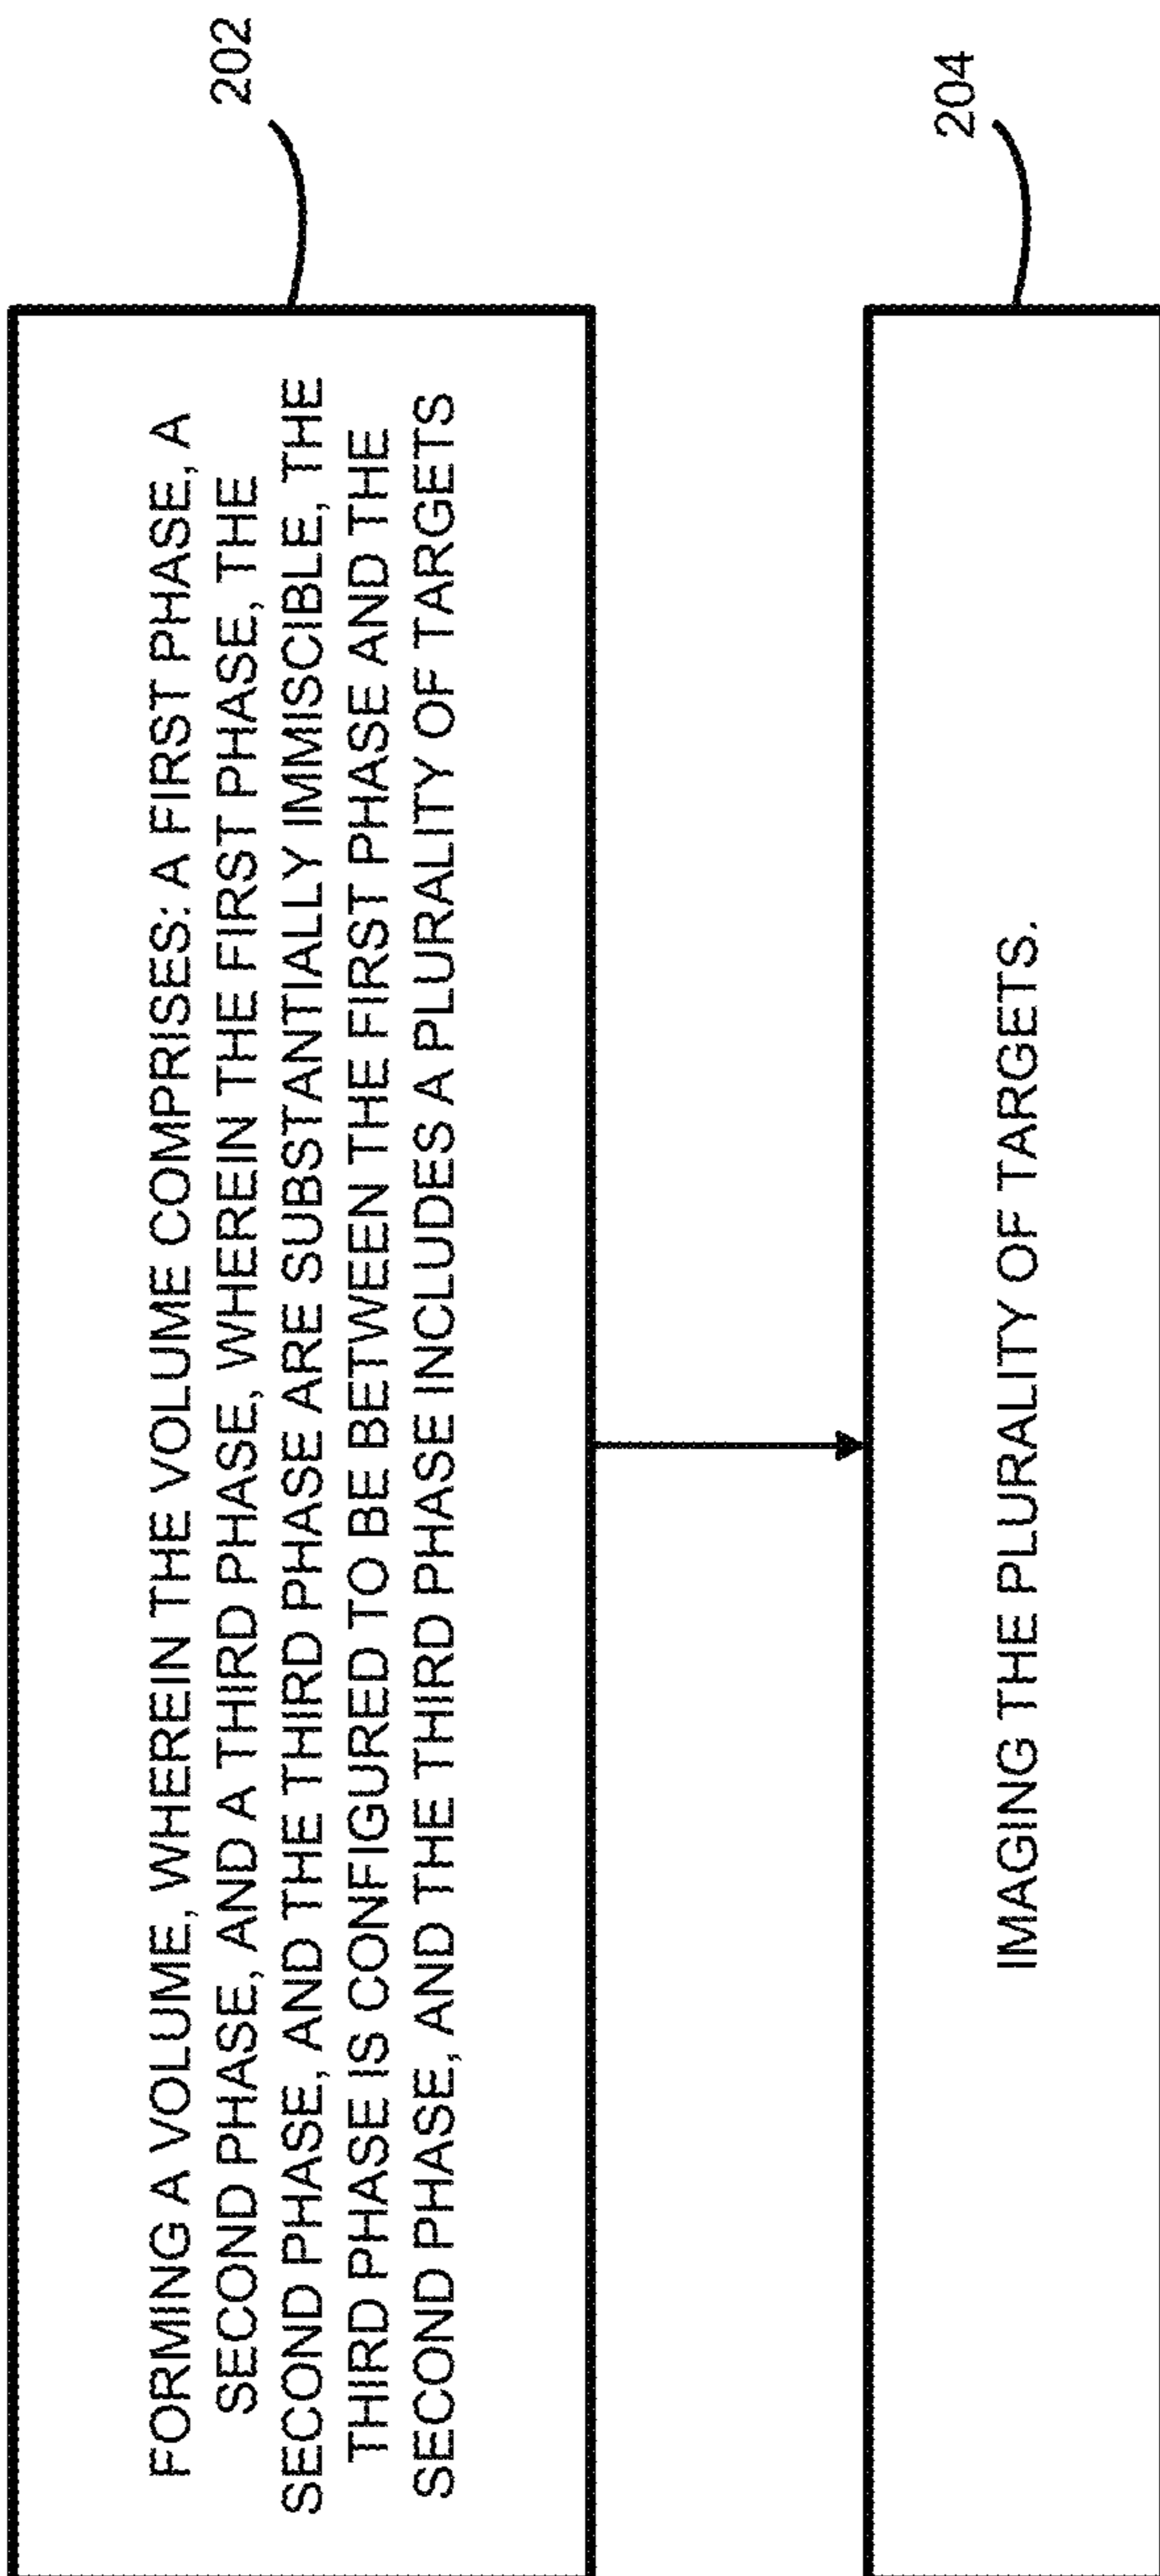 FORMING A VOLUME, WHEREIN THE VOLUME COMPRISES: A FIRST PHASE, A
SECOND PHASE, AND A THIRD PHASE, WHEREIN THE FIRST PHASE, THE
SECOND PHASE, AND THE THIRD PHASE ARE SUBSTANTIALLY IMMISCIBLE, THE
THIRD PHASE IS CONFIGURED TO BE BETWEEN THE FIRST PHASE AND THE
SECOND PHASE, AND THE THIRD PHASE INCLUDES A PLURALITY OF TARGETS
202
IMAGING THE PLURALITY OF TARGETS.
204